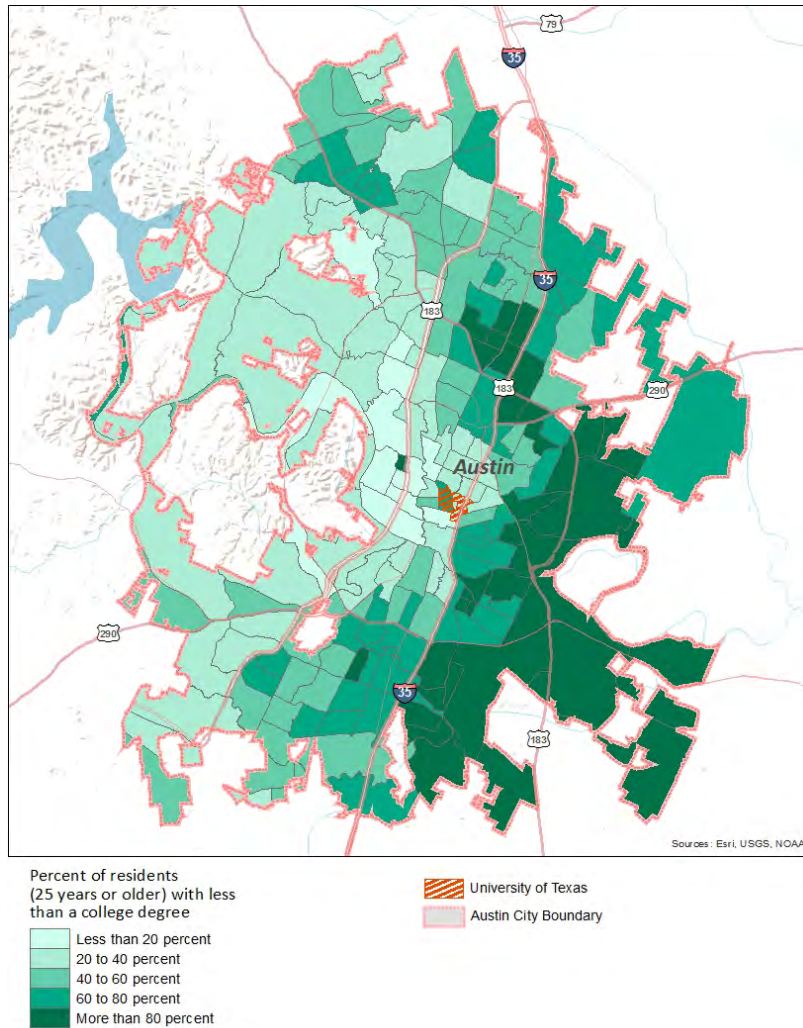 79
35
35
183
183
290
Austin
290
35
183
Sources: Esri, USGS, NOAA
Percent of residents
(25 years or older) with less
than a college degree
Less than 20 percent
20 to 40 percent
40 to 60 percent
60 to 80 percent
More than 80 percent
University of Texas
Austin City Boundary